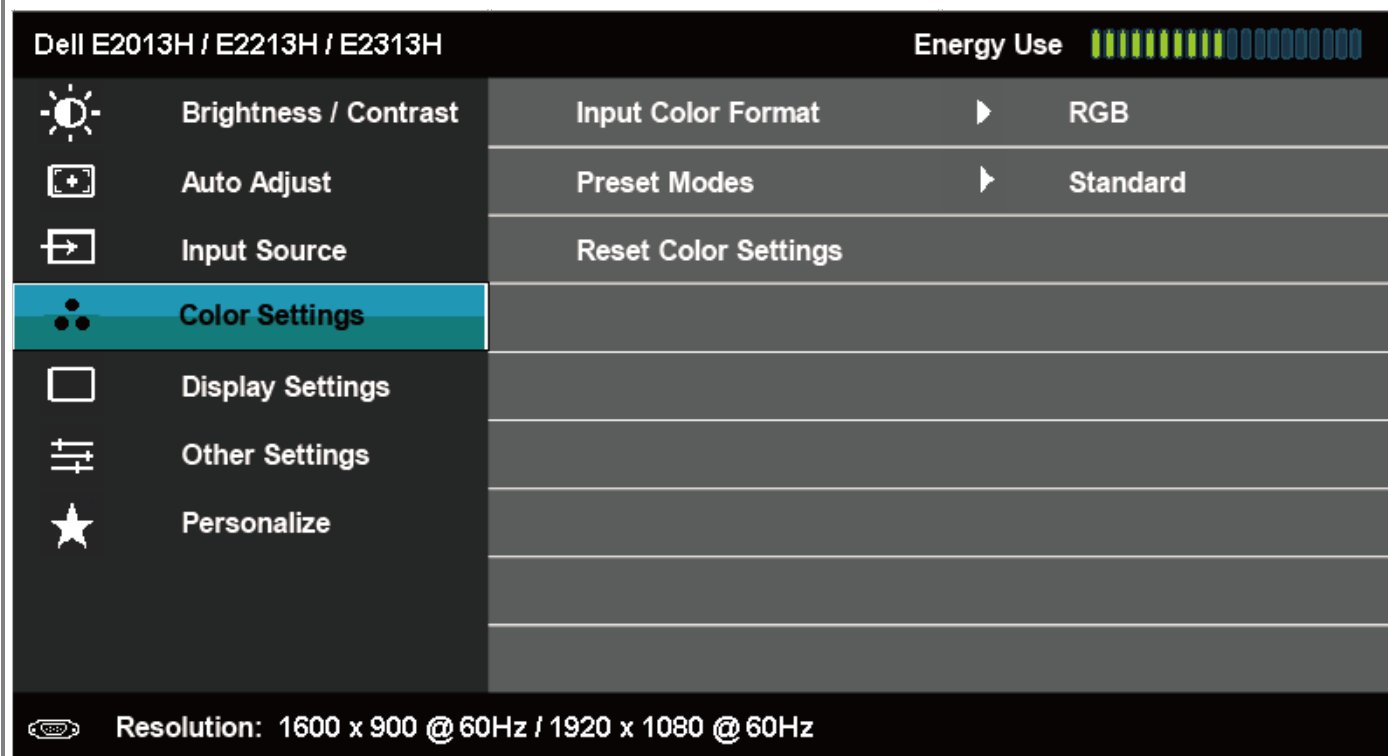 Dell E2013H / E2213H / E2313H Energy Use
Brightness / Contrast Input Color Format RGB
Auto Adjust Preset Modes Standard
Input Source Reset Color Settings
Color Settings
Display Settings
Other Settings
Personalize
Resolution: 1600 x 900 @ 60Hz / 1920 x 1080 @ 60Hz